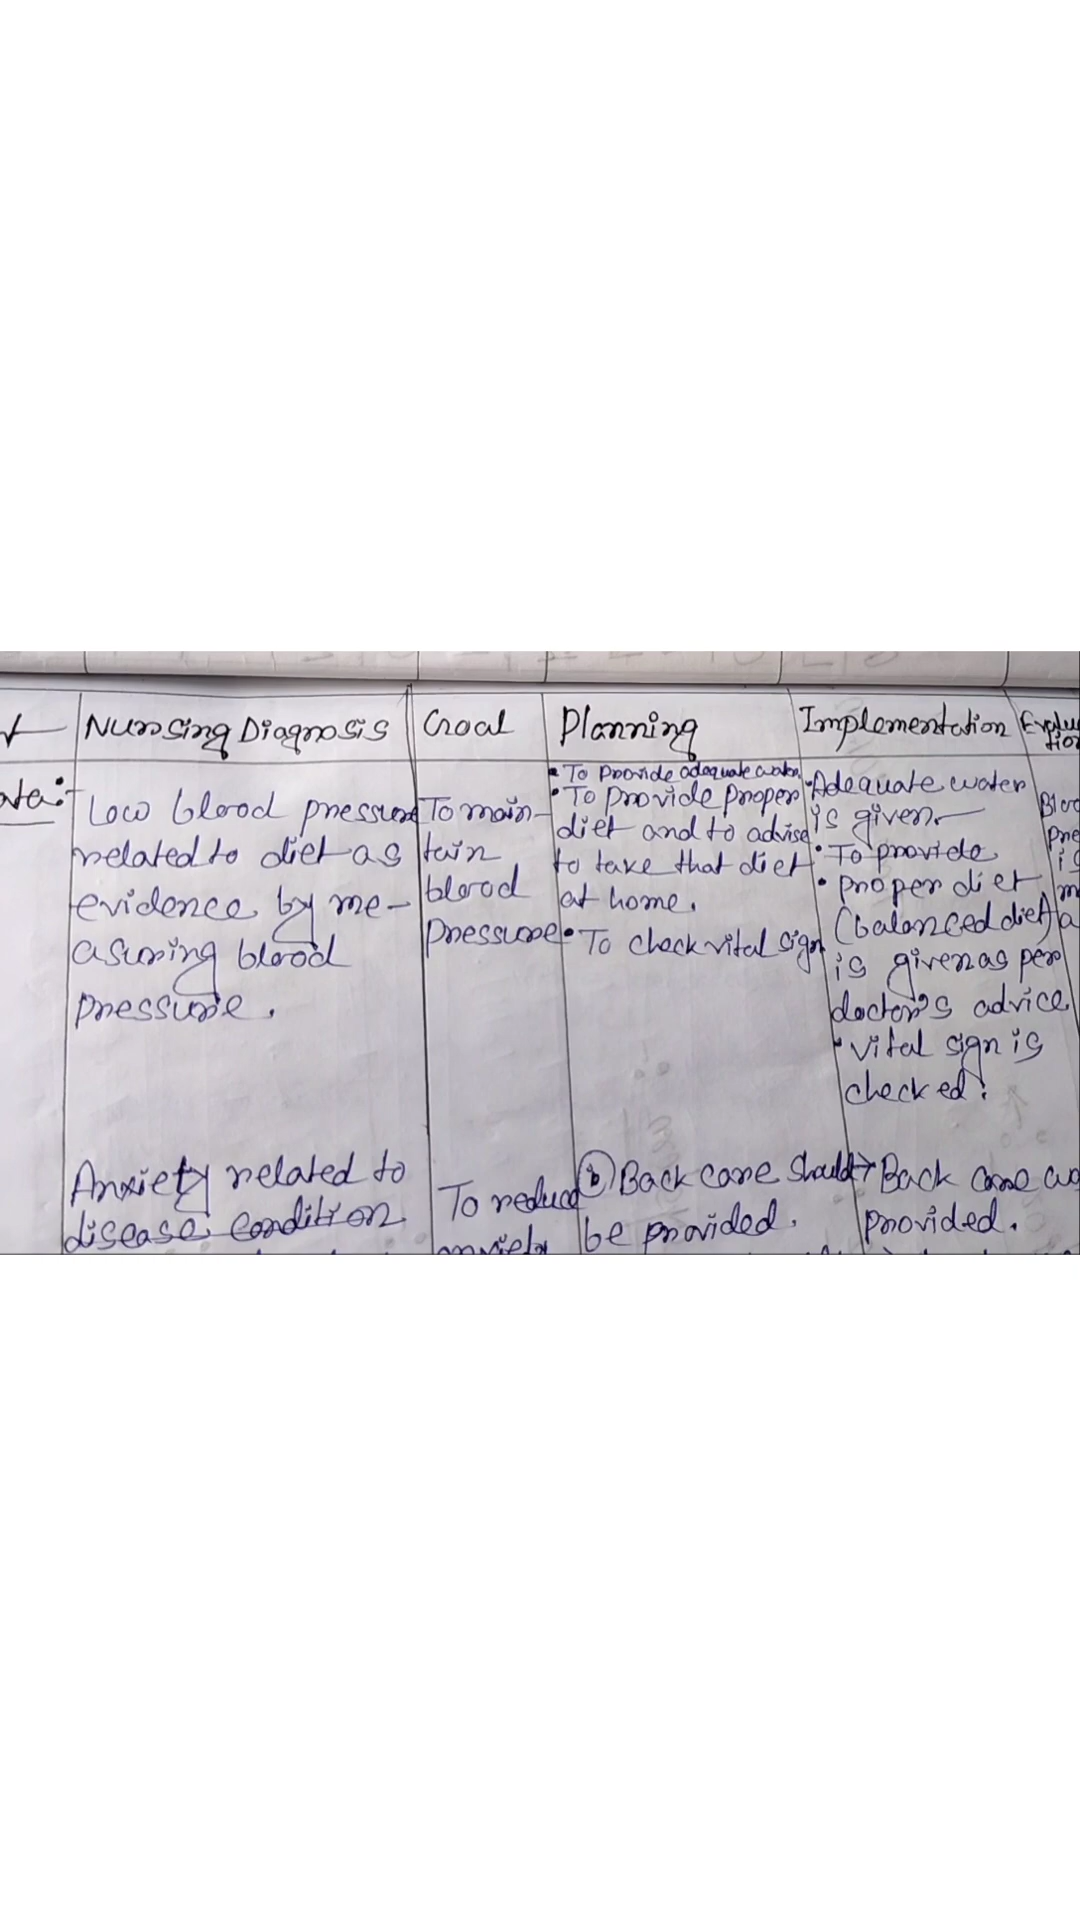 Nursing Diagnosis
Low blood pressure
related to diet as
evidence by me-
asuring blood
pressure.
Anxiety related to
disease condition
Goal
To main-
tain
blood
pressure
To reduce
anxiety
Planning
• To provide adequate water
• To provide proper
diet and to advise
to take that diet
at home.
• To check vital sign
(b) Back care should
be provided.
Implementation
• Adequate water
is given.
• To provide
• proper diet
(balanced diet)
is given as per
doctor's advice
• vital sign is
checked.
→ Back care
provided.